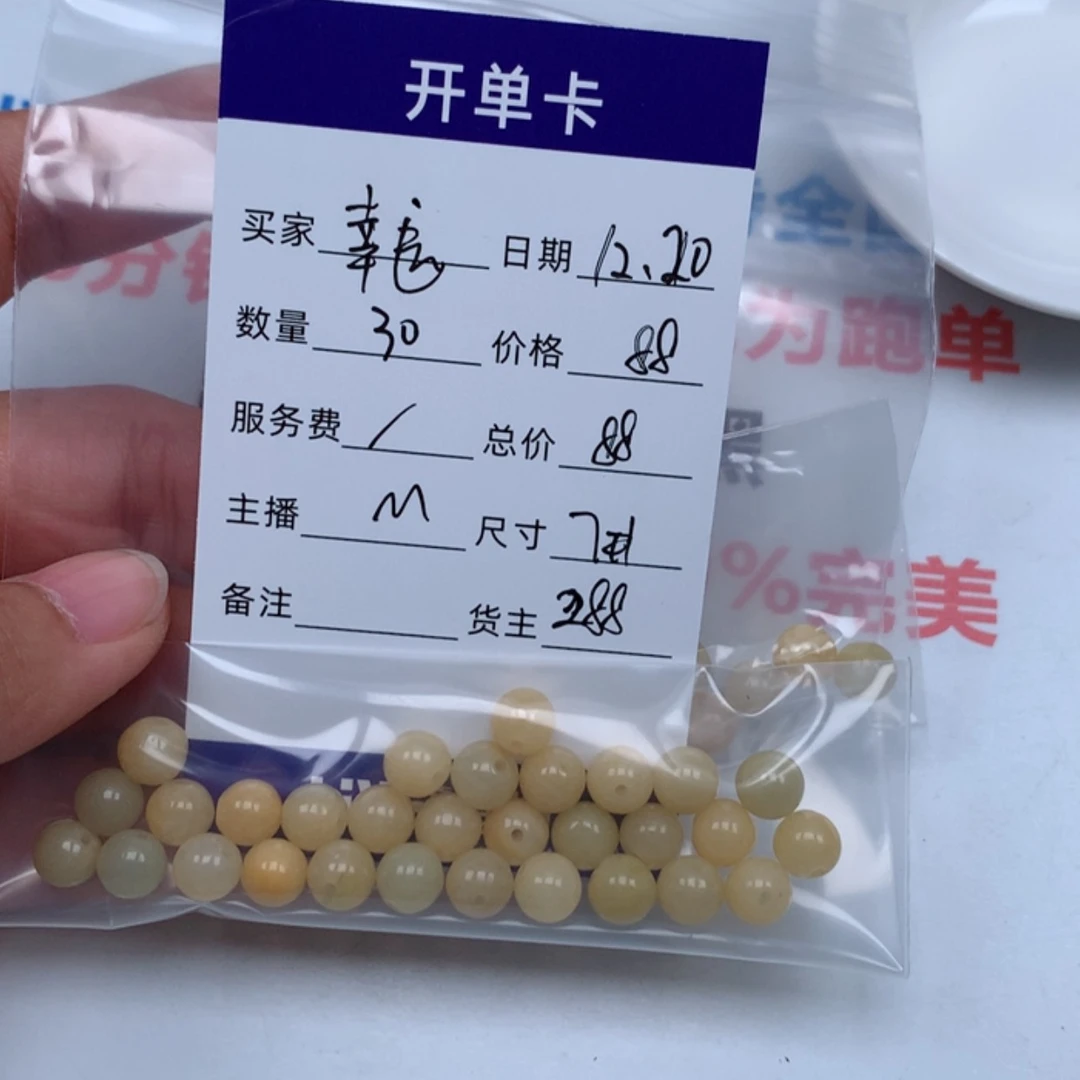 开单卡
买家 日期 12.20
数量 30 价格 88
服务费 / 总价 88
主播 M 尺寸 7
备注 货主 288
为跑单
%完美